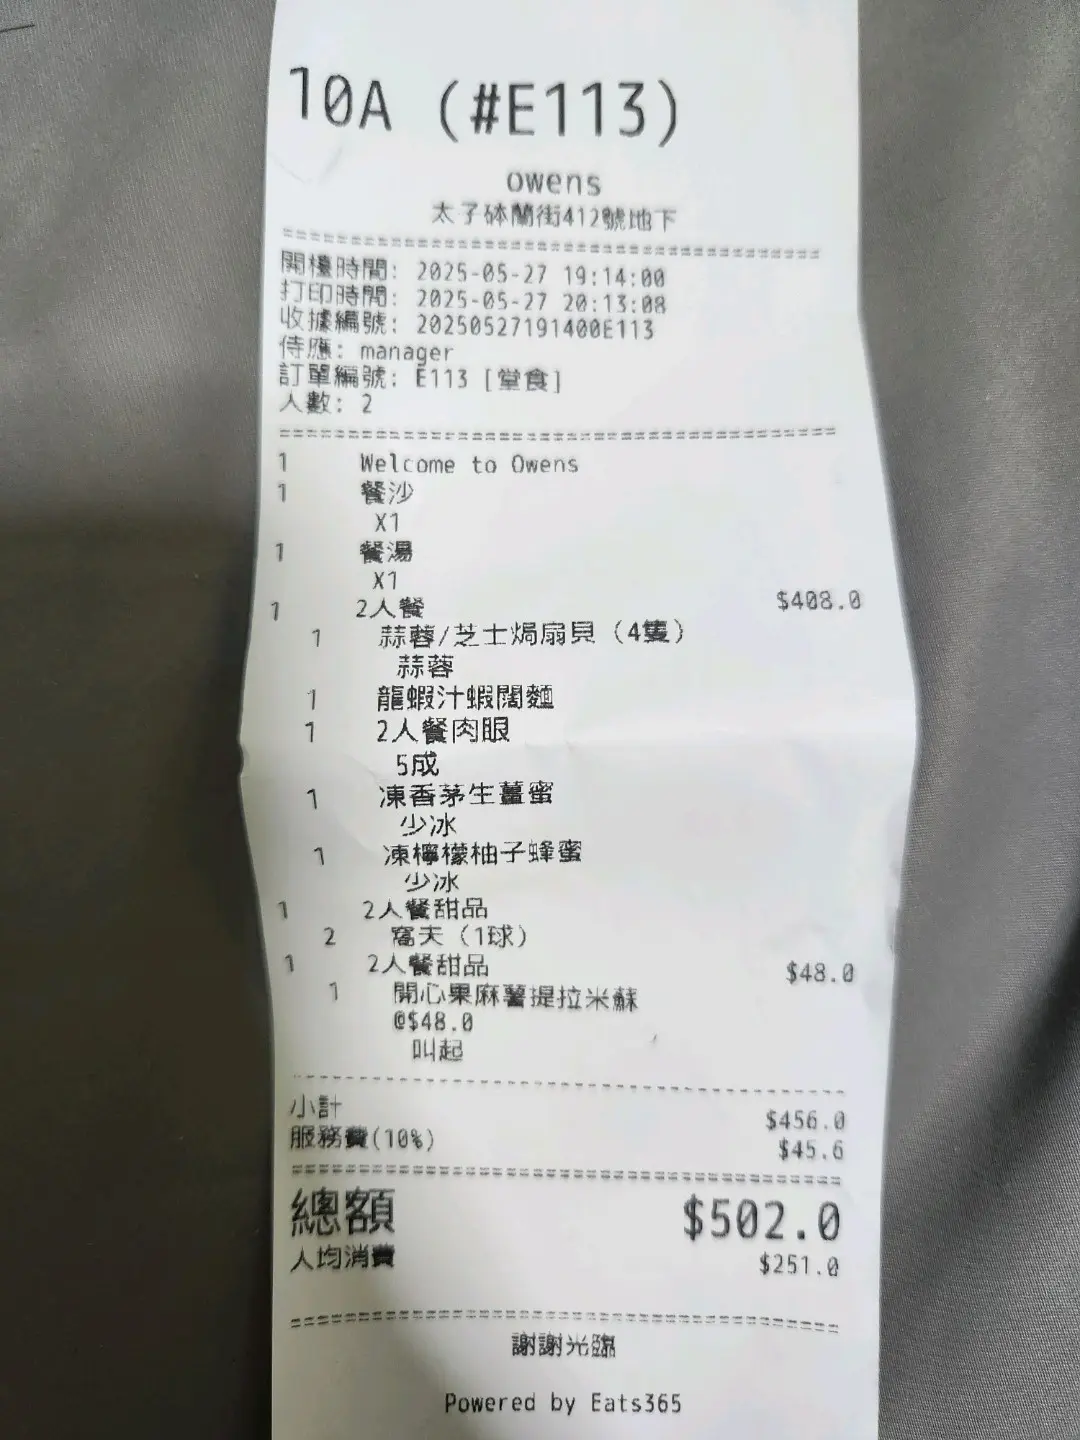 10A (#E113)
owens
太子砵蘭街412號地下
開檯時間: 2025-05-27 19:14:00
打印時間: 2025-05-27 20:13:08
收據編號: 20250527191400E113
侍應: manager
訂單編號: E113 [堂食]
人數: 2
1 Welcome to Owens
1 餐沙
X1
1 餐湯
X1
1 2人餐 $408.0
1 蒜蓉/芝士焗扇貝 (4隻)
蒜蓉
1 龍蝦汁蝦闊麵
1 2人餐肉眼
5成
1 凍香茅生薑蜜
少冰
1 凍檸檬柚子蜂蜜
少冰
1 2人餐甜品
2 窩夫 (1球)
1 2人餐甜品 $48.0
1 開心果麻薯提拉米蘇
@$48.0
叫起
小計 $456.0
服務費(10%) $45.6
總額 $502.0
人均消費 $251.0
謝謝光臨
Powered by Eats365